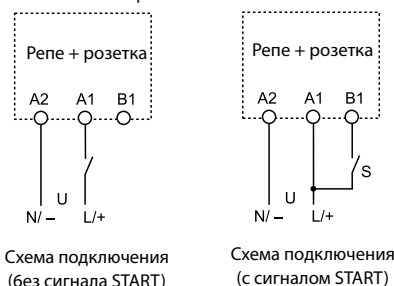 Репе + розетка
A2 A1 B1
U
N/ – L/+
Схема подключения
(без сигнала START)
Репе + розетка
A2 A1 B1
S
U
N/ – L/+
Схема подключения
(с сигналом START)